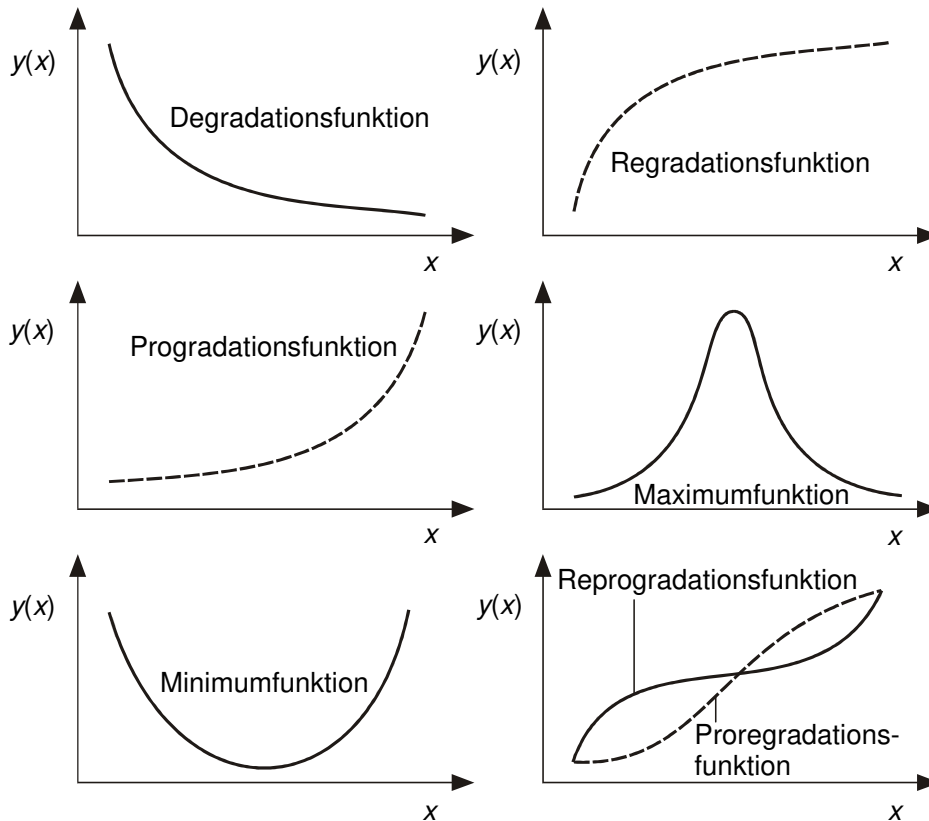 y(x)
Degradationsfunktion
x
y(x)
Regradationsfunktion
x
y(x)
Progradationsfunktion
x
y(x)
Maximumfunktion
x
y(x)
Minimumfunktion
x
Reprogradationsfunktion
y(x)
Proregradations-
funktion
x